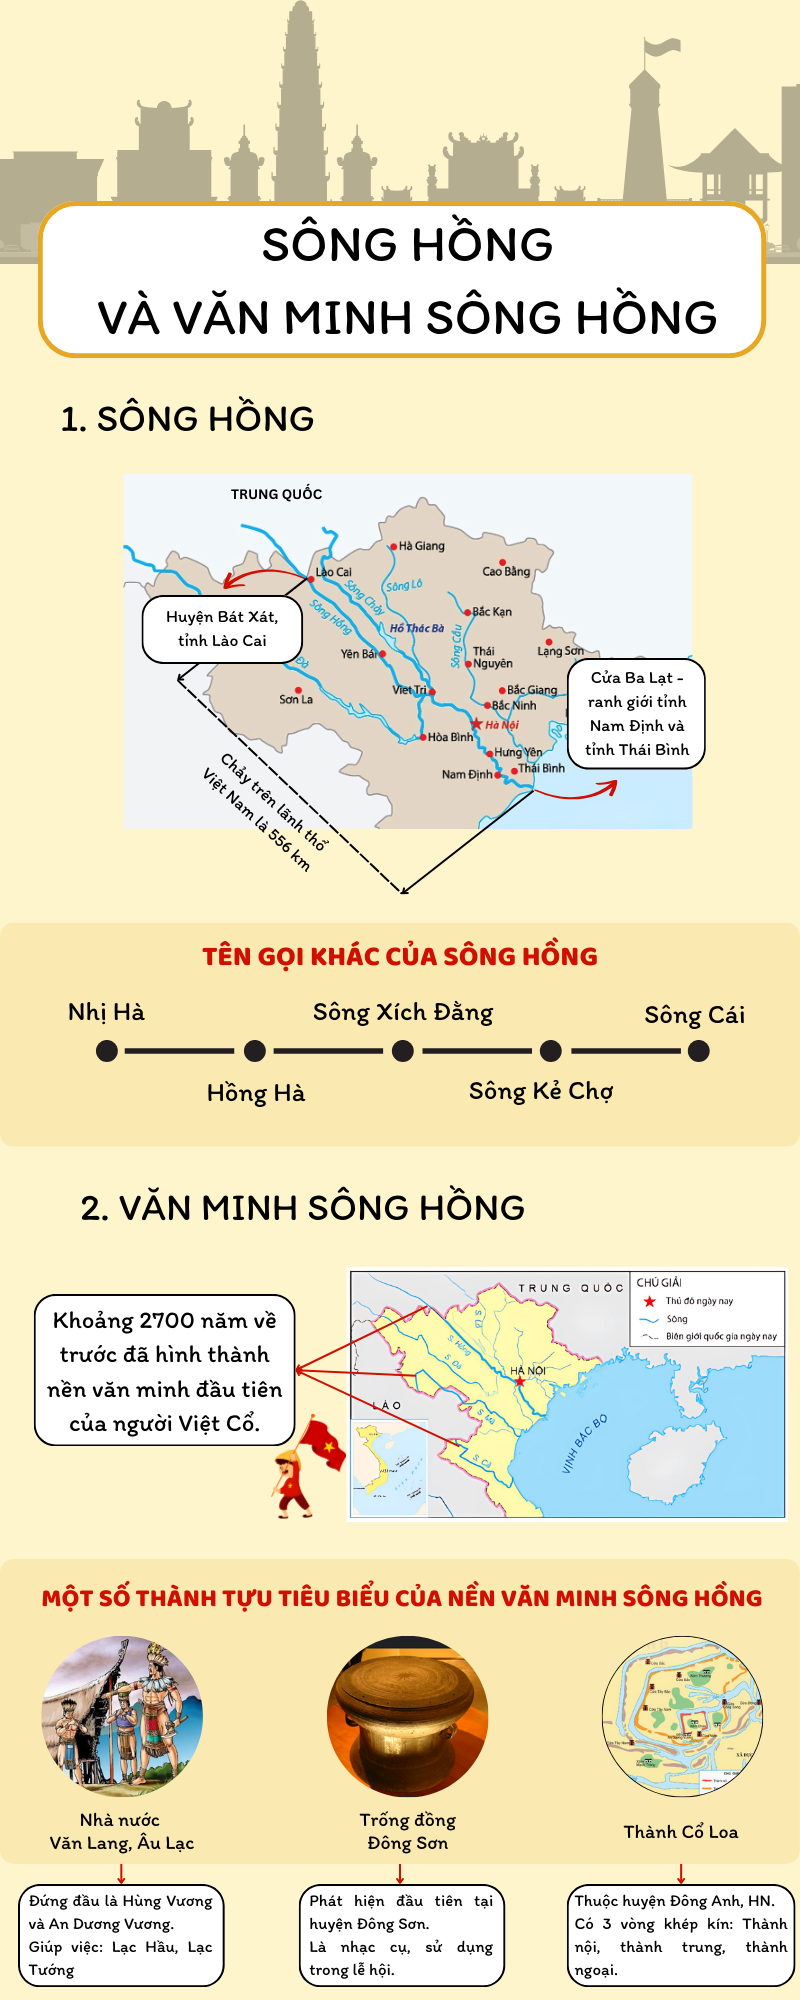 SÔNG HỒNG
VÀ VĂN MINH SÔNG HỒNG
1. SÔNG HỒNG
TRUNG QUỐC
Hà Giang
Cao Bằng
Lào Cai
Sông Lô
Sông Chảy
Sông Hồng
Hồ Thác Bà
Bắc Kạn
Sông Cầu
Lạng Sơn
Yên Bái
Thái
Nguyên
Huyện Bát Xát,
tỉnh Lào Cai
Đà
Sơn La
Việt Trì
Bắc Giang
Bắc Ninh
Hà Nội
Hòa Bình
Hưng Yên
Thái Bình
Nam Định
Cửa Ba Lạt -
ranh giới tỉnh
Nam Định và
tỉnh Thái Bình
Chảy trên lãnh thổ
Việt Nam là 556 km
TÊN GỌI KHÁC CỦA SÔNG HỒNG
Nhị Hà
Hồng Hà
Sông Xích Đằng
Sông Kẻ Chợ
Sông Cái
2. VĂN MINH SÔNG HỒNG
Khoảng 2700 năm về
trước đã hình thành
nền văn minh đầu tiên
của người Việt Cổ.
TRUNG QUỐC
CHÚ GIẢI
Thủ đô ngày nay
Sông
Biên giới quốc gia ngày nay
S. Lô
S. Hồng
S. Đà
HÀ NỘI
LÀO
S. Mã
S. Cả
VỊNH BẮC BỘ
MỘT SỐ THÀNH TỰU TIÊU BIỂU CỦA NỀN VĂN MINH SÔNG HỒNG
Nhà nước
Văn Lang, Âu Lạc
Trống đồng
Đông Sơn
Thành Cổ Loa
Đứng đầu là Hùng Vương
và An Dương Vương.
Giúp việc: Lạc Hầu, Lạc
Tướng
Phát hiện đầu tiên tại
huyện Đông Sơn.
Là nhạc cụ, sử dụng
trong lễ hội.
Thuộc huyện Đông Anh, HN.
Có 3 vòng khép kín: Thành
nội, thành trung, thành
ngoại.